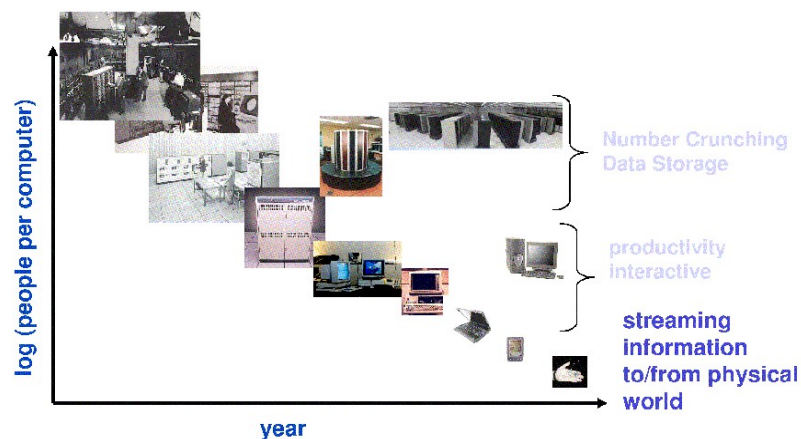 log (people per computer)
Number Crunching
Data Storage
productivity
interactive
streaming
information
to/from physical
world
year